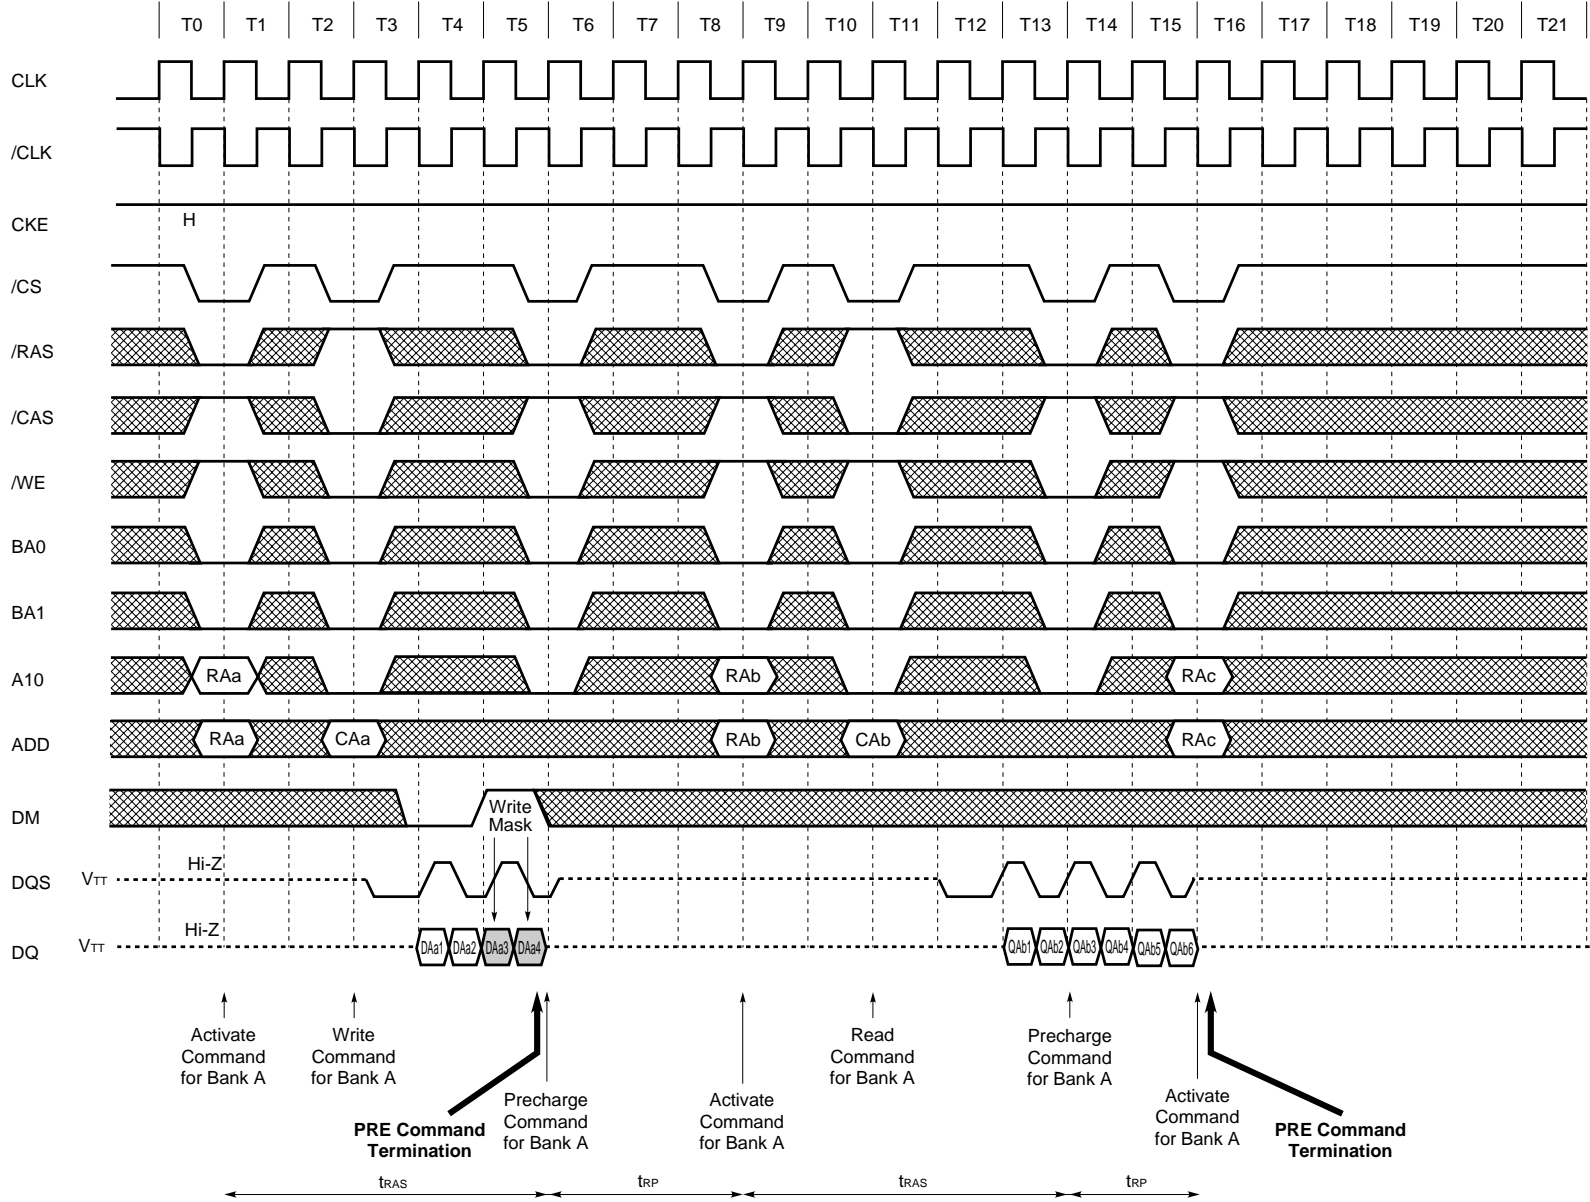 T0 T1 T2 T3 T4 T5 T6 T7 T8 T9 T10 T11 T12 T13 T14 T15 T16 T17 T18 T19 T20 T21
CLK
/CLK
CKE
H
/CS
/RAS
/CAS
/WE
BA0
BA1
A10 RAa RAb RAc
ADD RAa CAa RAb CAb RAc
DM
Write
Mask
DQS VTT Hi-Z
DQ VTT Hi-Z
DAa1 DAa2 DAa3 DAa4 QAb1 QAb2 QAb3 QAb4 QAb5 QAb6
Activate
Command
for Bank A
Write
Command
for Bank A
PRE Command
Termination
Precharge
Command
for Bank A
Activate
Command
for Bank A
Read
Command
for Bank A
Precharge
Command
for Bank A
Activate
Command
for Bank A
PRE Command
Termination
tRAS tRP tRAS tRP